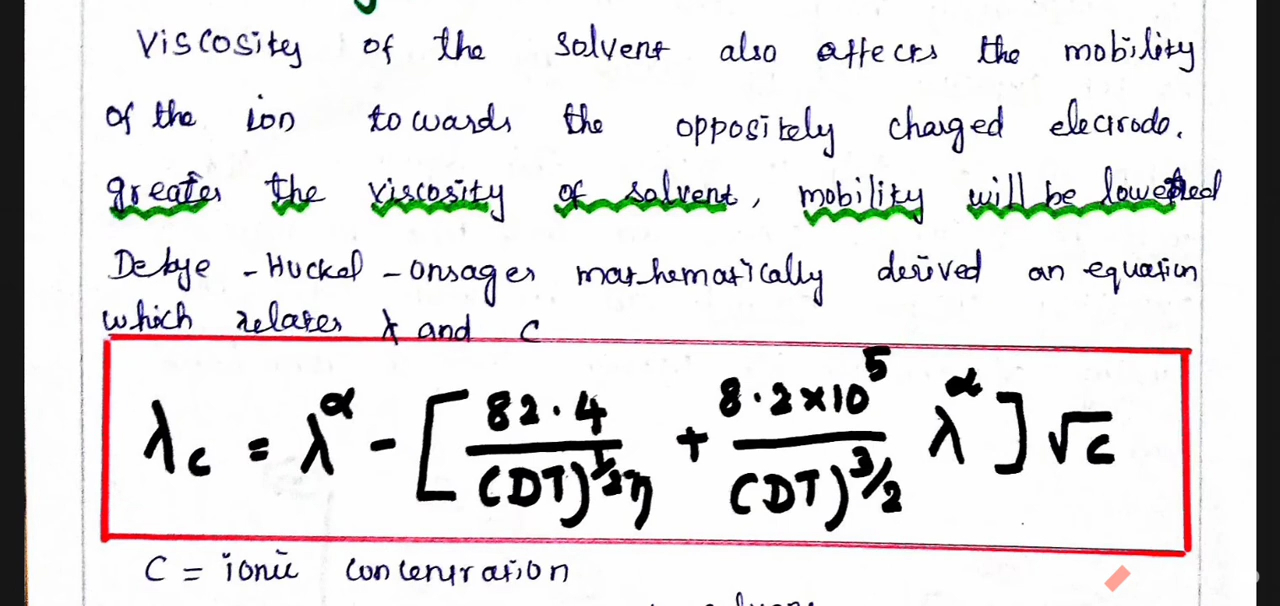 Viscosity of the solvent also affects the mobility
of the ion towards the oppositely charged electrode.
greater the viscosity of solvent, mobility will be lowered
Debye - Huckel - onsager mathematically derived an equation
which relates λ and C
λc = λ^α - [82.4/(DT)^1/2 η + 8.2×10^5/(DT)^3/2 λ^α] √c
C = ionic concentration